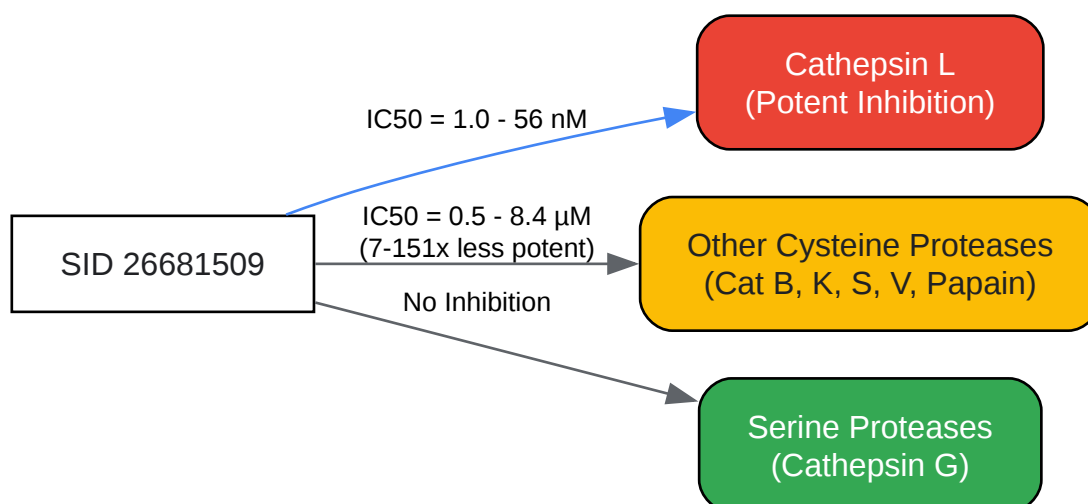 Cathepsin L
(Potent Inhibition)
IC50 = 1.0 - 56 nM
SID 26681509
IC50 = 0.5 - 8.4 µM
(7-151x less potent)
Other Cysteine Proteases
(Cat B, K, S, V, Papain)
No Inhibition
Serine Proteases
(Cathepsin G)